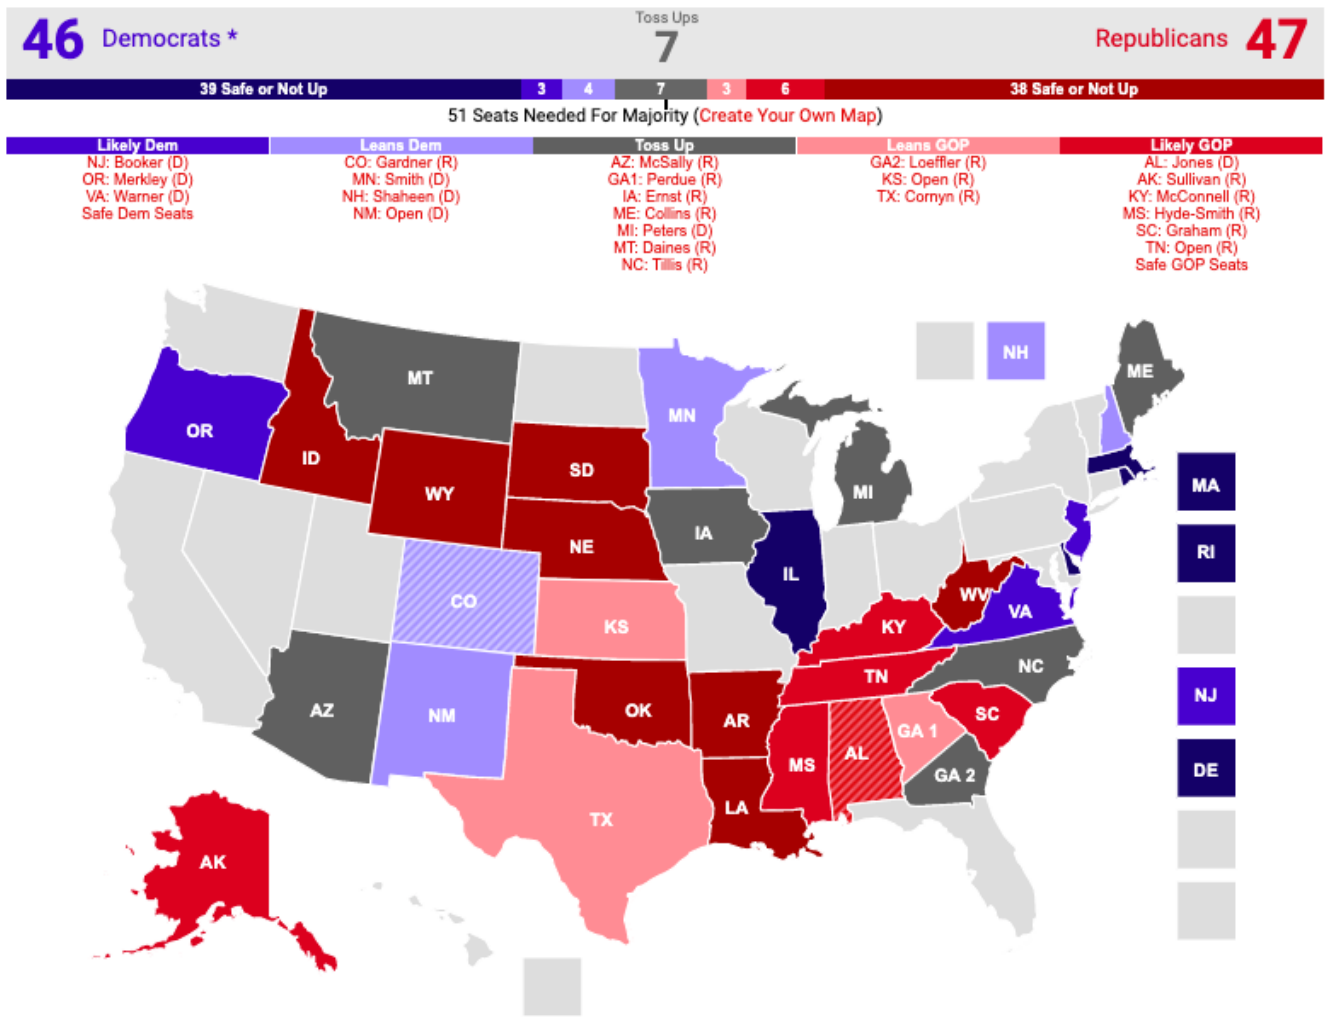 46 Democrats *
Toss Ups
7
Republicans 47
39 Safe or Not Up
3
4
7
3
6
38 Safe or Not Up
51 Seats Needed For Majority (Create Your Own Map)
Likely Dem
NJ: Booker (D)
OR: Merkley (D)
VA: Warner (D)
Safe Dem Seats
Leans Dem
CO: Gardner (R)
MN: Smith (D)
NH: Shaheen (D)
NM: Open (D)
Toss Up
AZ: McSally (R)
GA1: Perdue (R)
IA: Ernst (R)
ME: Collins (R)
MI: Peters (D)
MT: Daines (R)
NC: Tillis (R)
Leans GOP
GA2: Loeffler (R)
KS: Open (R)
TX: Cornyn (R)
Likely GOP
AL: Jones (D)
AK: Sullivan (R)
KY: McConnell (R)
MS: Hyde-Smith (R)
SC: Graham (R)
TN: Open (R)
Safe GOP Seats
NH
ME
MT
MN
OR
ID
SD
WY
MI
MA
IA
NE
RI
IL
CO
WV
VA
KS
KY
NC
TN
NJ
AZ
NM
OK
AR
SC
GA 1
AL
MS
GA 2
DE
LA
TX
AK